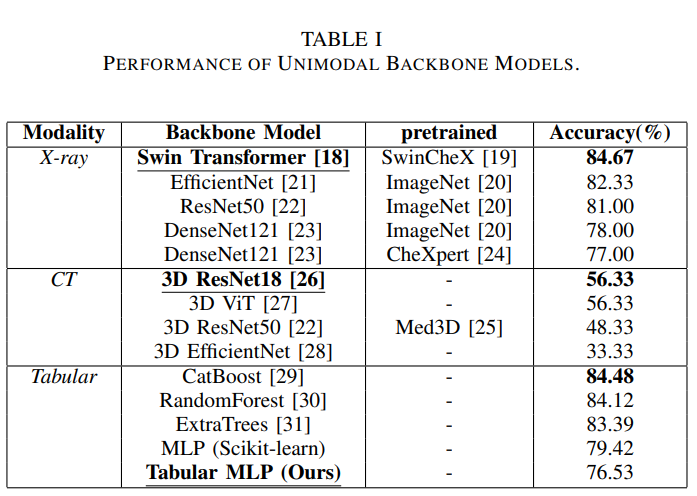 TABLE I
PERFORMANCE OF UNIMODAL BACKBONE MODELS.
Modality Backbone Model pretrained Accuracy(%)
X-ray Swin Transformer [18] SwinCheX [19] 84.67
EfficientNet [21] ImageNet [20] 82.33
ResNet50 [22] ImageNet [20] 81.00
DenseNet121 [23] ImageNet [20] 78.00
DenseNet121 [23] CheXpert [24] 77.00
CT 3D ResNet18 [26] - 56.33
3D ViT [27] - 56.33
3D ResNet50 [22] Med3D [25] 48.33
3D EfficientNet [28] - 33.33
Tabular CatBoost [29] - 84.48
RandomForest [30] - 84.12
ExtraTrees [31] - 83.39
MLP (Scikit-learn) - 79.42
Tabular MLP (Ours) - 76.53